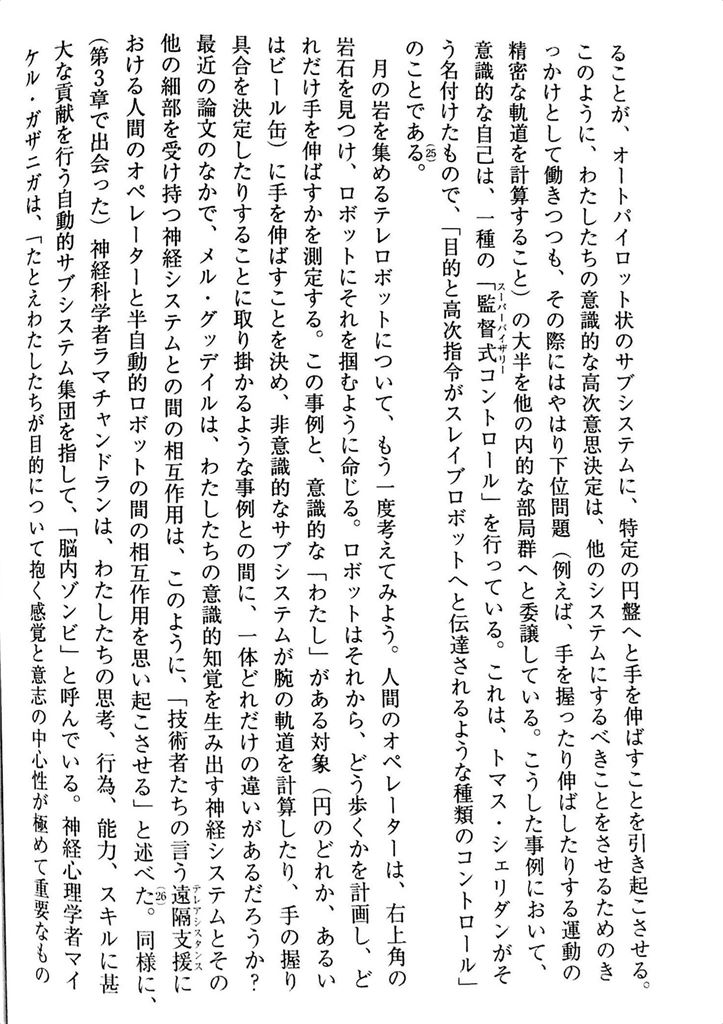 ることが、オートパイロット状のサブシステムに、特定の円盤へと手を伸ばすことを引き起こさせる。
このように、わたしたちの意識的な高次意思決定は、他のシステムにするべきことをさせるためのき
っかけとして働きつつも、その際にはやはり下位問題（例えば、手を握ったり伸ばしたりする運動の
精密な軌道を計算すること）の大半を他の内的な部局群へと委譲している。こうした事例において、
意識的な自己は、一種の「監督式コントロール」を行っている。これは、トマス・シェリダンがそ
スーパーバイザリー
う名付けたもので、「目的と高次指令がスレイブロボットへと伝達されるような種類のコントロール」
のことである。(25)
月の岩を集めるテレロボットについて、もう一度考えてみよう。人間のオペレーターは、右上角の
岩石を見つけ、ロボットにそれを掴むように命じる。ロボットはそれから、どう歩くかを計画し、ど
れだけ手を伸ばすかを測定する。この事例と、意識的な「わたし」がある対象（円のどれか、あるい
はビール缶）に手を伸ばすことを決め、非意識的なサブシステムが腕の軌道を計算したり、手の握り
具合を決定したりすることに取り掛かるような事例との間に、一体どれだけの違いがあるだろうか？
最近の論文のなかで、メル・グッデイルは、わたしたちの意識的知覚を生み出す神経システムとその
他の細部を受け持つ神経システムとの間の相互作用は、このように、「技術者たちの言う遠隔支援に
テレアシスタンス
おける人間のオペレーターと半自動的ロボットの間の相互作用を思い起こさせる」と述べた。(26)同様に、
（第3章で出会った）神経科学者ラマチャンドランは、わたしたちの思考、行為、能力、スキルに甚
大な貢献を行う自動的サブシステム集団を指して、「脳内ゾンビ」と呼んでいる。神経心理学者マイ
ケル・ガザニガは、「たとえわたしたちが目的について抱く感覚と意志の中心性が極めて重要なもの